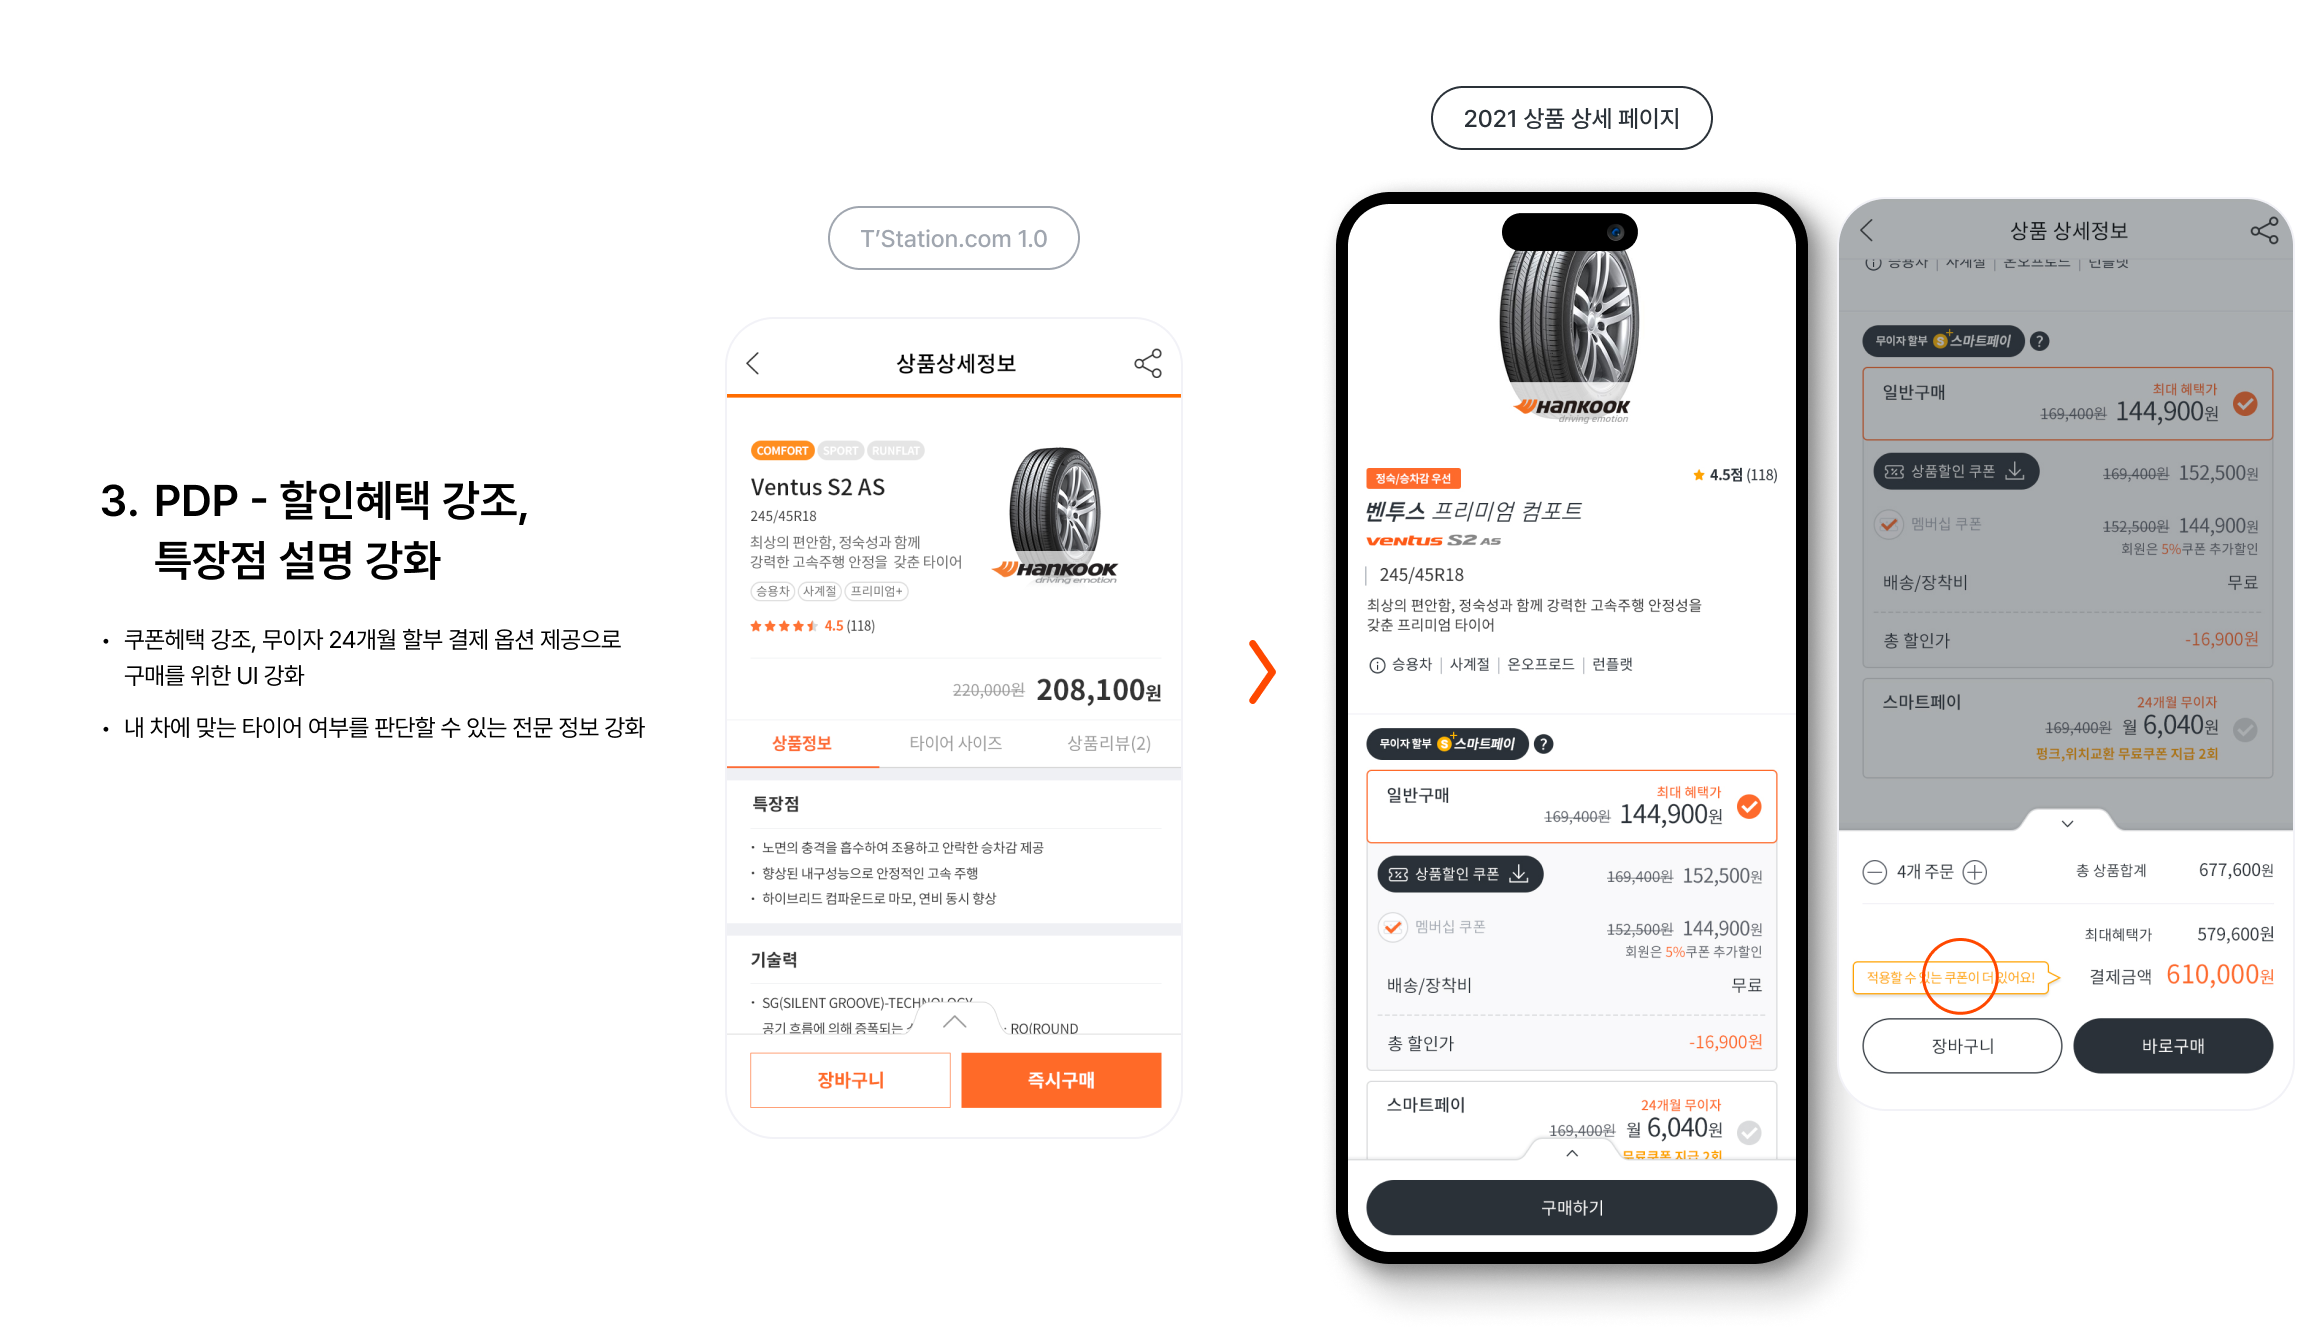 3. PDP - 할인혜택 강조,
특장점 설명 강화
• 쿠폰헤택 강조, 무이자 24개월 할부 결제 옵션 제공으로
구매를 위한 UI 강화
• 내 차에 맞는 타이어 여부를 판단할 수 있는 전문 정보 강화
T’Station.com 1.0
상품상세정보
COMFORT SPORT RUNFLAT
Ventus S2 AS
245/45R18
최상의 편안함, 정숙성과 함께
강력한 고속주행 안정을 갖춘 타이어
HANKOOK
driving emotion
승용차 사계절 프리미엄+
4.5 (118)
220,000원 208,100원
상품정보 타이어 사이즈 상품리뷰(2)
특장점
• 노면의 충격을 흡수하여 조용하고 안락한 승차감 제공
• 향상된 내구성능으로 안정적인 고속 주행
• 하이브리드 컴파운드로 마모, 연비 동시 향상
기술력
• SG(SILENT GROOVE)-TECHNOLOGY
공기 흐름에 의해 증폭되는 RO(ROUND
장바구니 즉시구매
2021 상품 상세 페이지
HANKOOK
driving emotion
정숙/승차감 우선 4.5점 (118)
벤투스 프리미엄 컴포트
ventus S2 AS
245/45R18
최상의 편안함, 정숙성과 함께 강력한 고속주행 안정성을
갖춘 프리미엄 타이어
승용차 | 사계절 | 온오프로드 | 런플랫
무이자 할부 S+스마트페이 ?
일반구매 최대 혜택가
169,400원 144,900원
상품할인 쿠폰 169,400원 152,500원
멤버십 쿠폰 152,500원 144,900원
회원은 5%쿠폰 추가할인
배송/장착비 무료
총 할인가 -16,900원
스마트페이 24개월 무이자
169,400원 월 6,040원
무료쿠폰 지급 2회
구매하기
상품 상세정보
승용차 | 사계절 | 온오프로드 | 런플랫
무이자 할부 S+스마트페이 ?
일반구매 최대 혜택가
169,400원 144,900원
상품할인 쿠폰 169,400원 152,500원
멤버십 쿠폰 152,500원 144,900원
회원은 5%쿠폰 추가할인
배송/장착비 무료
총 할인가 -16,900원
스마트페이 24개월 무이자
169,400원 월 6,040원
펑크,위치교환 무료쿠폰 지급 2회
4개 주문 총 상품합계 677,600원
최대혜택가 579,600원
적용할 수 있는 쿠폰이 더 있어요! 결제금액 610,000원
장바구니 바로구매